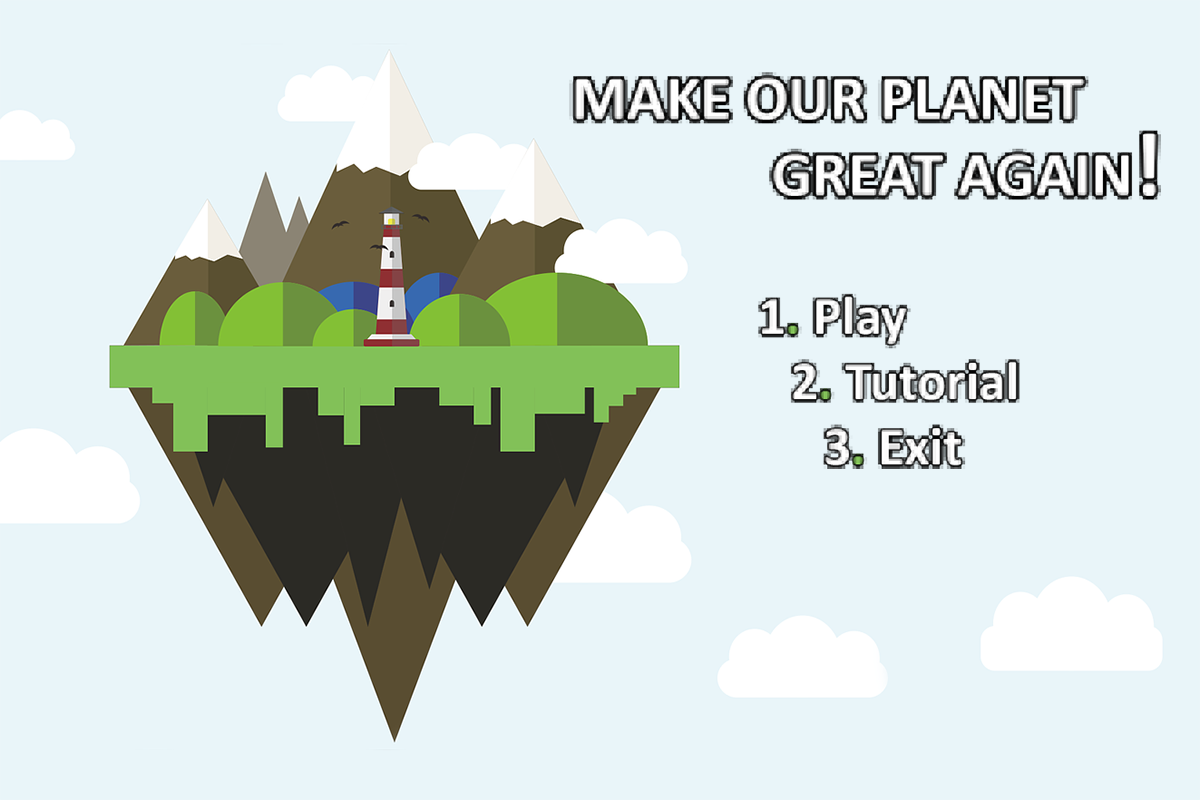 MAKE OUR PLANET
GREAT AGAIN!
1. Play
2. Tutorial
3. Exit